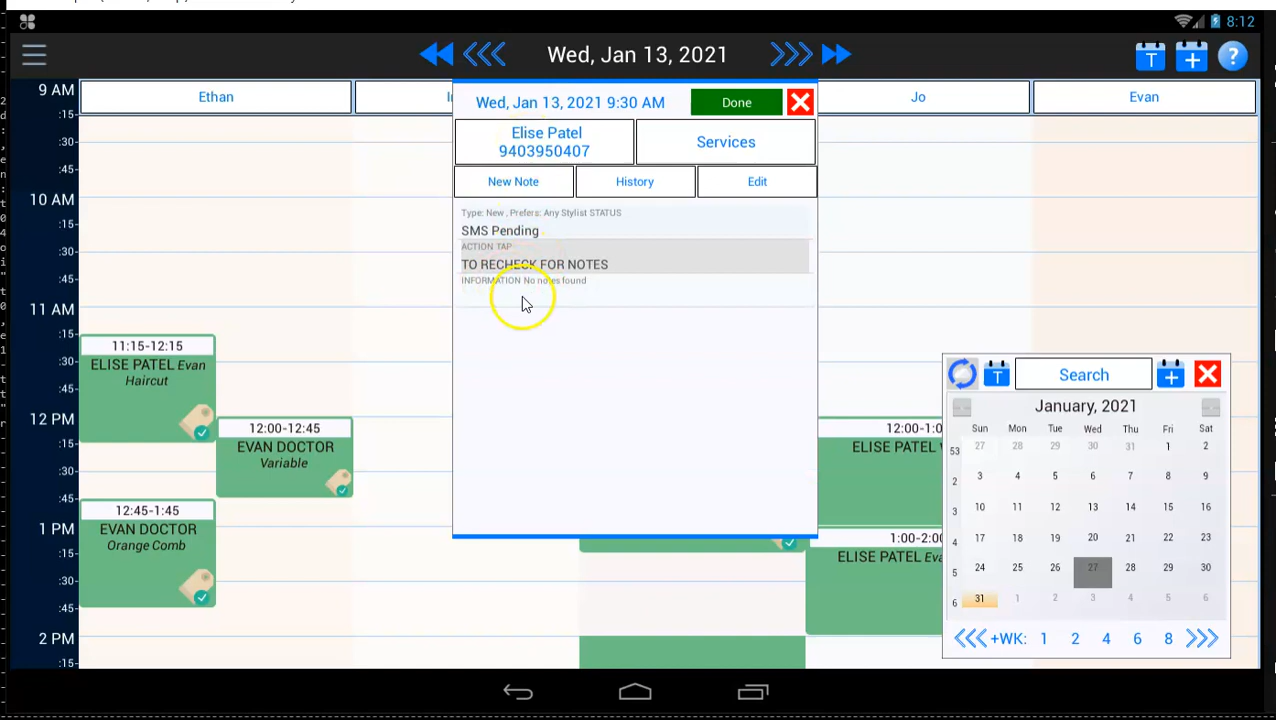 8:12
Wed, Jan 13, 2021
T
+
?
9 AM
:15-
:30-
:45-
10 AM
:15-
:30-
:45-
11 AM
:15-
:30-
:45-
12 PM
:15-
:30-
:45-
1 PM
:15-
:30-
:45-
2 PM
:15-
Ethan
Jo
Evan
Wed, Jan 13, 2021 9:30 AM
Done
Elise Patel
9403950407
Services
New Note
History
Edit
Type: New , Prefers: Any Stylist STATUS
SMS Pending
ACTION TAP
TO RECHECK FOR NOTES
INFORMATION No notes found
11:15-12:15
ELISE PATEL Evan
Haircut
12:00-12:45
EVAN DOCTOR
Variable
12:45-1:45
EVAN DOCTOR
Orange Comb
12:00-1:0
ELISE PATEL
1:00-2:00
ELISE PATEL Eva
T
Search
+
January, 2021
Sun Mon Tue Wed Thu Fri Sat
53 27 28 29 30 31 1 2
2 3 4 5 6 7 8 9
3 10 11 12 13 14 15 16
4 17 18 19 20 21 22 23
5 24 25 26 27 28 29 30
6 31 1 2 3 4 5 6
+WK: 1 2 4 6 8